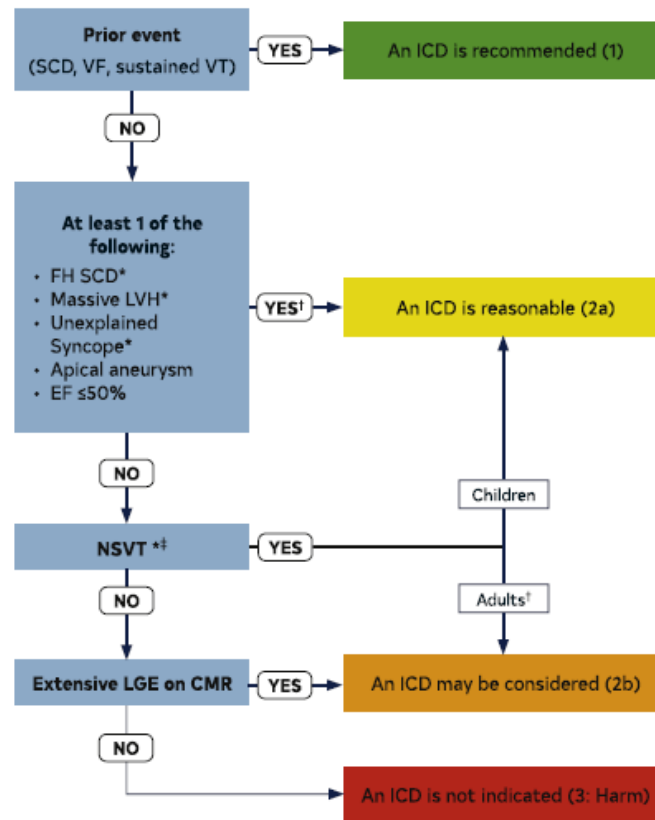 Prior event
(SCD, VF, sustained VT)
YES
An ICD is recommended (1)
NO
At least 1 of the
following:
• FH SCD*
• Massive LVH*
• Unexplained
Syncope*
• Apical aneurysm
• EF ≤50%
YES†
An ICD is reasonable (2a)
NO
Children
NSVT *‡
YES
Adults†
NO
Extensive LGE on CMR
YES
An ICD may be considered (2b)
NO
An ICD is not indicated (3: Harm)